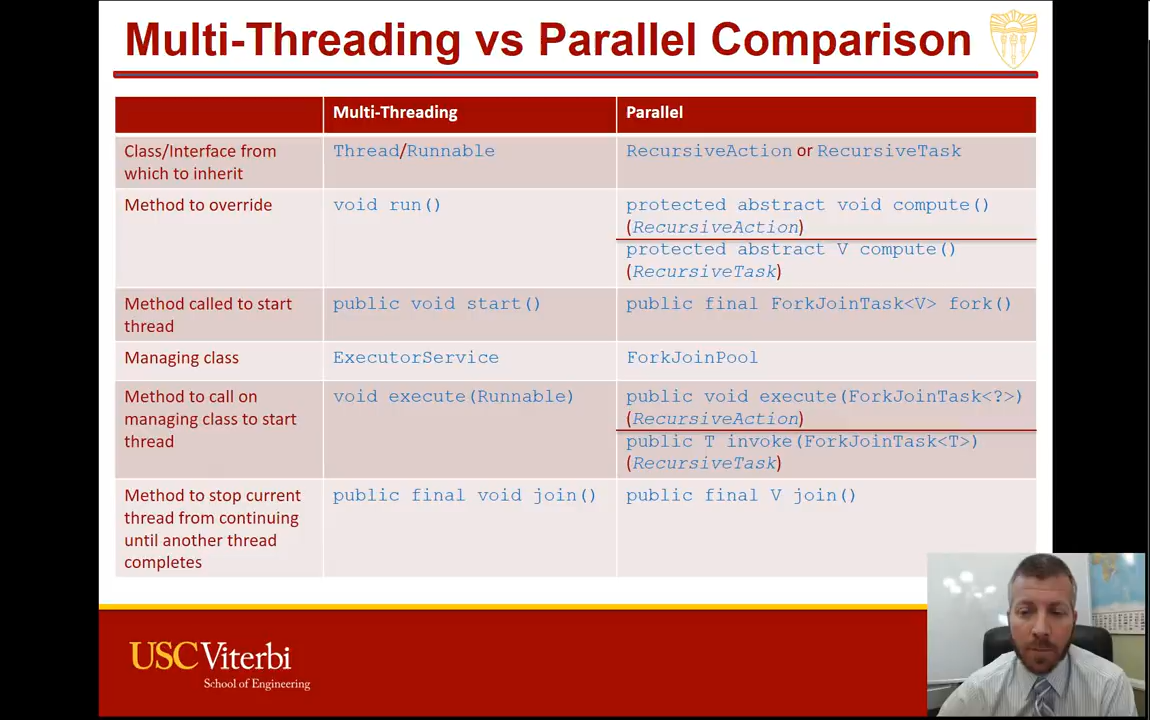 Multi-Threading vs Parallel Comparison
Multi-Threading
Parallel
Class/Interface from
which to inherit
Thread/Runnable
RecursiveAction or RecursiveTask
Method to override
void run()
protected abstract void compute()
(RecursiveAction)
protected abstract V compute()
(RecursiveTask)
Method called to start
thread
public void start()
public final ForkJoinTask<V> fork()
Managing class
ExecutorService
ForkJoinPool
Method to call on
managing class to start
thread
void execute(Runnable)
public void execute(ForkJoinTask<?>)
(RecursiveAction)
public T invoke(ForkJoinTask<T>)
(RecursiveTask)
Method to stop current
thread from continuing
until another thread
completes
public final void join()
public final V join()
USC Viterbi
School of Engineering